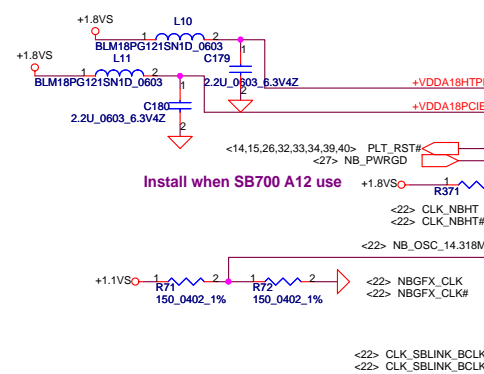 +1.8VS
L10
1 2
BLM18PG121SN1D_0603
C179
+1.8VS
L11
1 2
BLM18PG121SN1D_0603
1
2
2.2U_0603_6.3V4Z
+VDDA18HTPL
C180
1
2
2.2U_0603_6.3V4Z
+VDDA18PCIE
<14,15,26,32,33,34,39,40> PLT_RST#
<27> NB_PWRGD
Install when SB700 A12 use
+1.8VS
1
R371
<22> CLK_NBHT
<22> CLK_NBHT#
<22> NB_OSC_14.318M
+1.1VS
1 2
R71
150_0402_1%
1 2
R72
150_0402_1%
<22> NBGFX_CLK
<22> NBGFX_CLK#
<22> CLK_SBLINK_BCLK
<22> CLK_SBLINK_BCLK